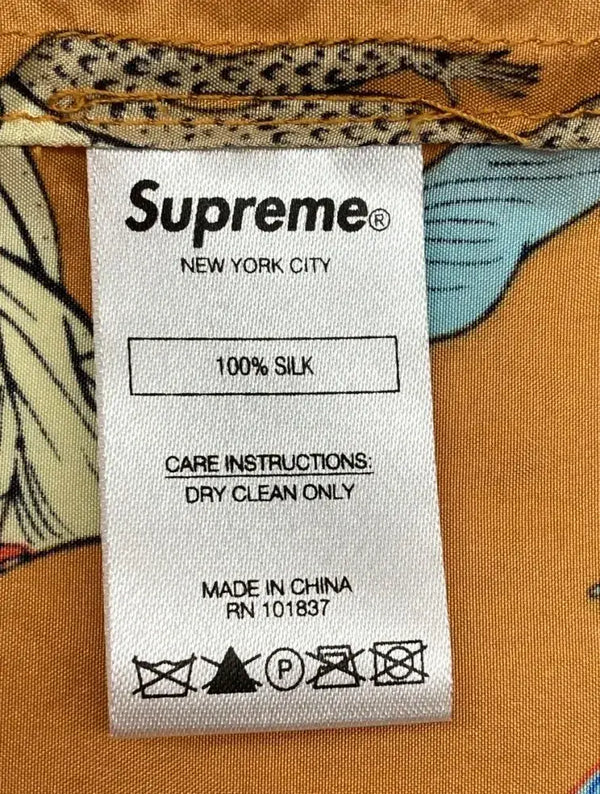 Supreme®
NEW YORK CITY
100% SILK
CARE INSTRUCTIONS:
DRY CLEAN ONLY
MADE IN CHINA
RN 101837
P